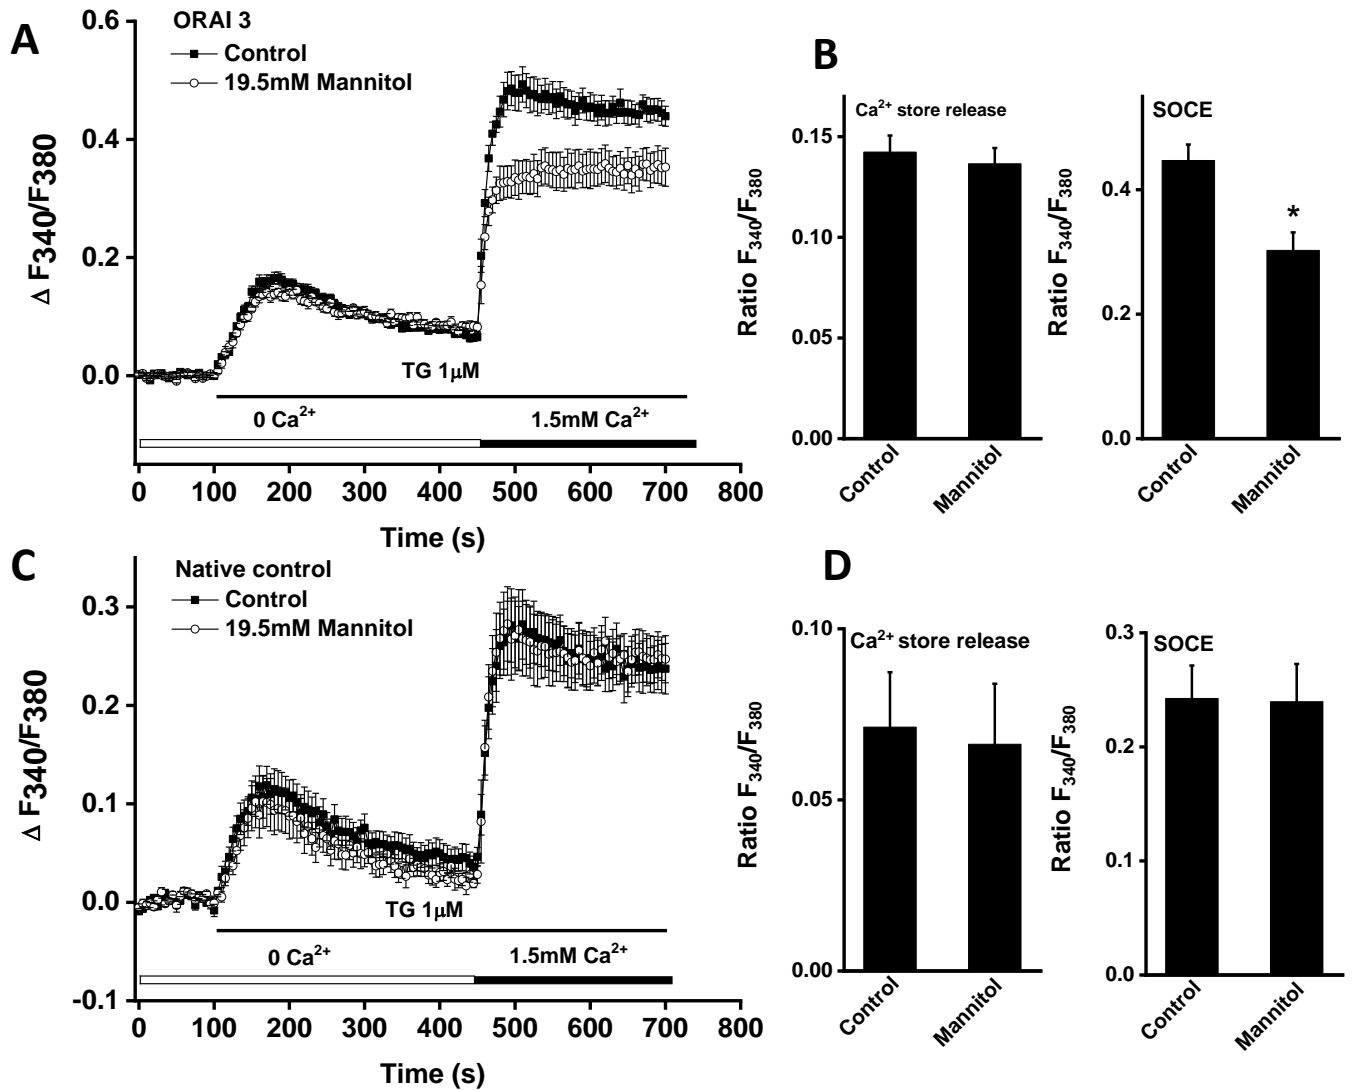 A
ORAI 3
Control
19.5mM Mannitol
Δ F340/F380
0.6
0.4
0.2
0.0
TG 1μM
0 Ca2+
1.5mM Ca2+
0 100 200 300 400 500 600 700 800
Time (s)
B
Ca2+ store release
Ratio F340/F380
0.15
0.10
0.05
0.00
Control
Mannitol
SOCE
Ratio F340/F380
0.4
0.2
0.0
*
Control
Mannitol
C
Native control
Control
19.5mM Mannitol
Δ F340/F380
0.3
0.2
0.1
0.0
-0.1
TG 1μM
0 Ca2+
1.5mM Ca2+
0 100 200 300 400 500 600 700 800
Time (s)
D
Ca2+ store release
Ratio F340/F380
0.10
0.05
0.00
Control
Mannitol
SOCE
Ratio F340/F380
0.3
0.2
0.1
0.0
Control
Mannitol